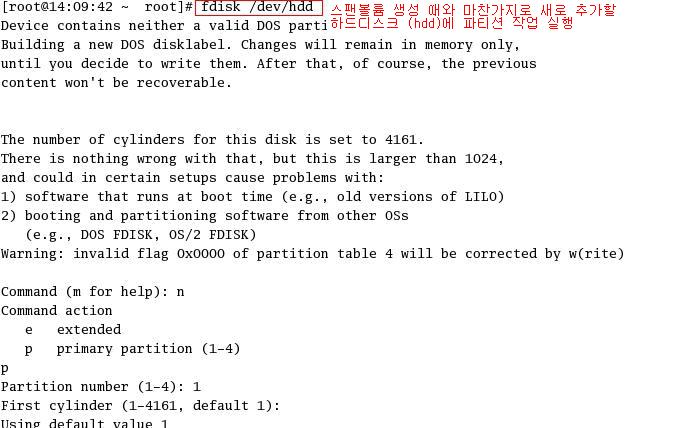 [root@14:09:42 ~  root]# fdisk /dev/hdd 스팬볼륨 생성 때와 마찬가지로 새로 추가할
Device contains neither a valid DOS parti 하드디스크 (hdd)에 파티션 작업 실행
Building a new DOS disklabel. Changes will remain in memory only,
until you decide to write them. After that, of course, the previous
content won't be recoverable.
The number of cylinders for this disk is set to 4161.
There is nothing wrong with that, but this is larger than 1024,
and could in certain setups cause problems with:
1) software that runs at boot time (e.g., old versions of LILO)
2) booting and partitioning software from other OSs
   (e.g., DOS FDISK, OS/2 FDISK)
Warning: invalid flag 0x0000 of partition table 4 will be corrected by w(rite)
Command (m for help): n
Command action
   e   extended
   p   primary partition (1-4)
p
Partition number (1-4): 1
First cylinder (1-4161, default 1):
Using default value 1